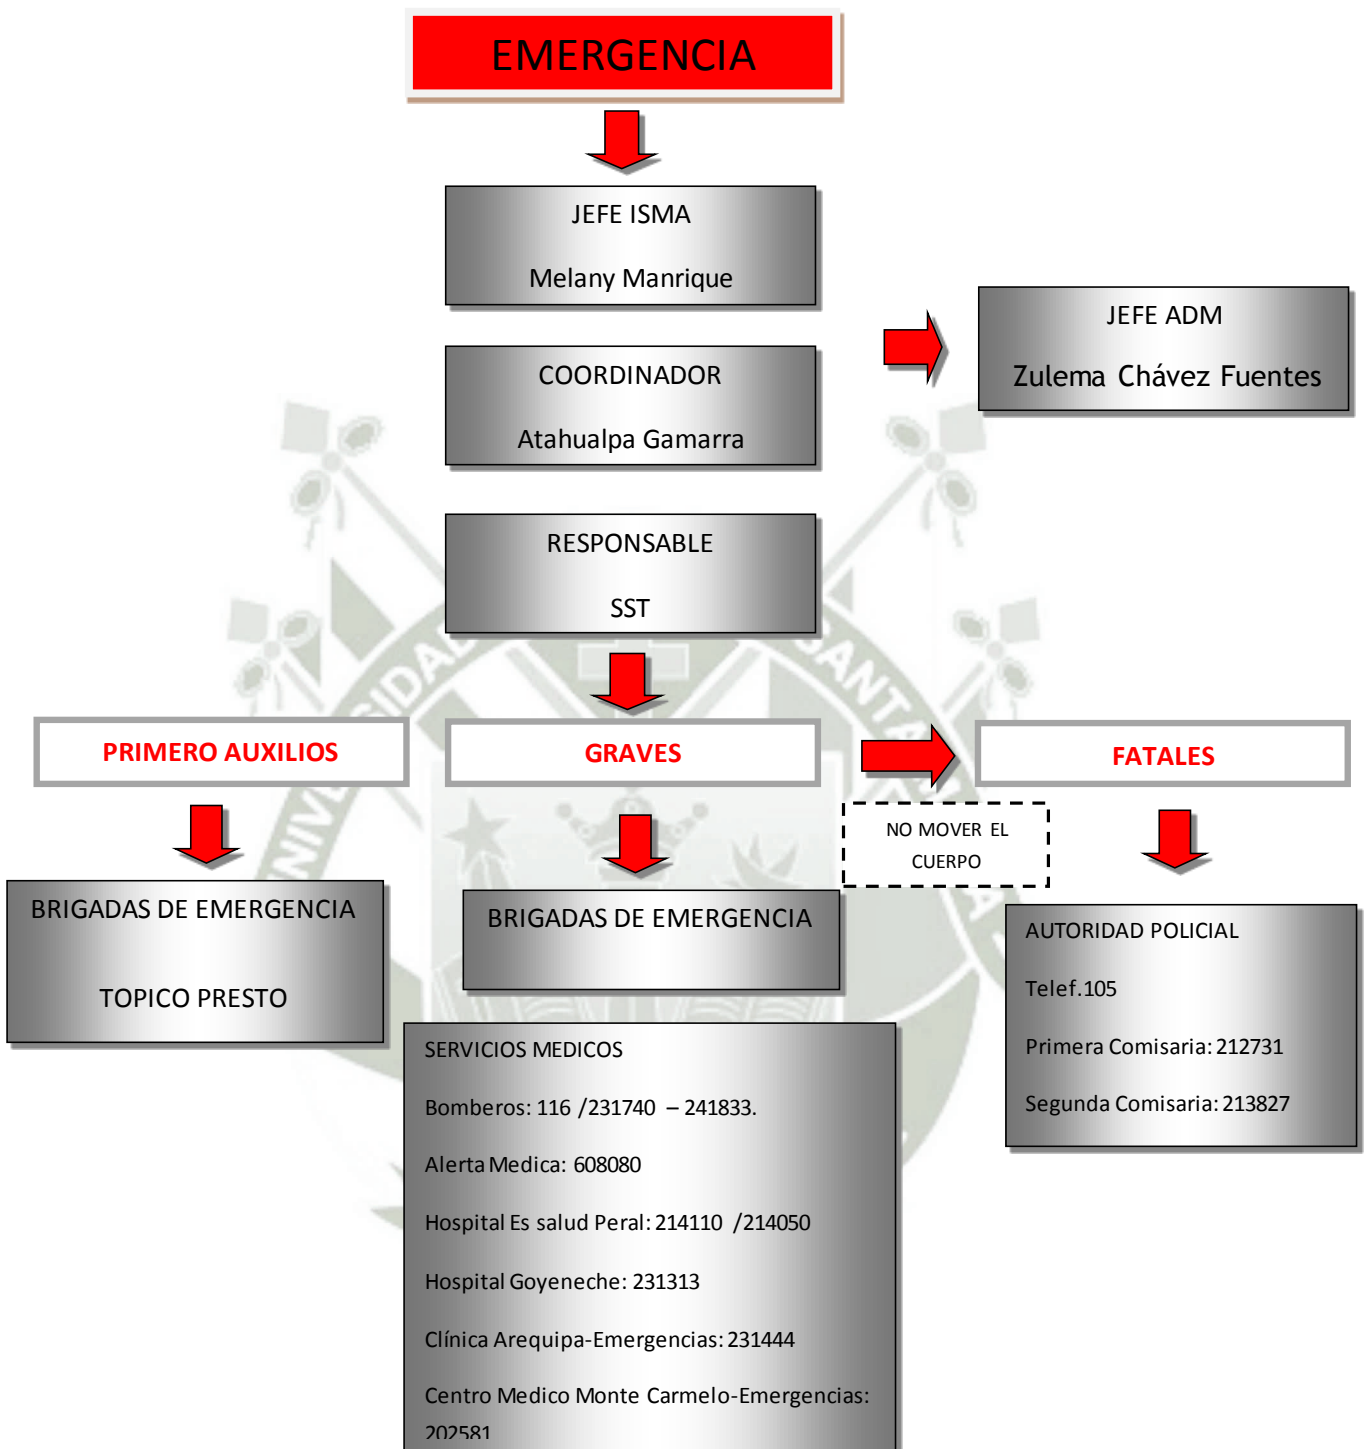 EMERGENCIA
JEFE ISMA
Melany Manrique
JEFE ADM
Zulema Chávez Fuentes
COORDINADOR
Atahualpa Gamarra
RESPONSABLE
SST
PRIMERO AUXILIOS
GRAVES
FATALES
NO MOVER EL
CUERPO
BRIGADAS DE EMERGENCIA
TOPICO PRESTO
BRIGADAS DE EMERGENCIA
AUTORIDAD POLICIAL
Telef.105
Primera Comisaria: 212731
Segunda Comisaria: 213827
SERVICIOS MEDICOS
Bomberos: 116 /231740 – 241833.
Alerta Medica: 608080
Hospital Es salud Peral: 214110 /214050
Hospital Goyeneche: 231313
Clínica Arequipa-Emergencias: 231444
Centro Medico Monte Carmelo-Emergencias:
202581